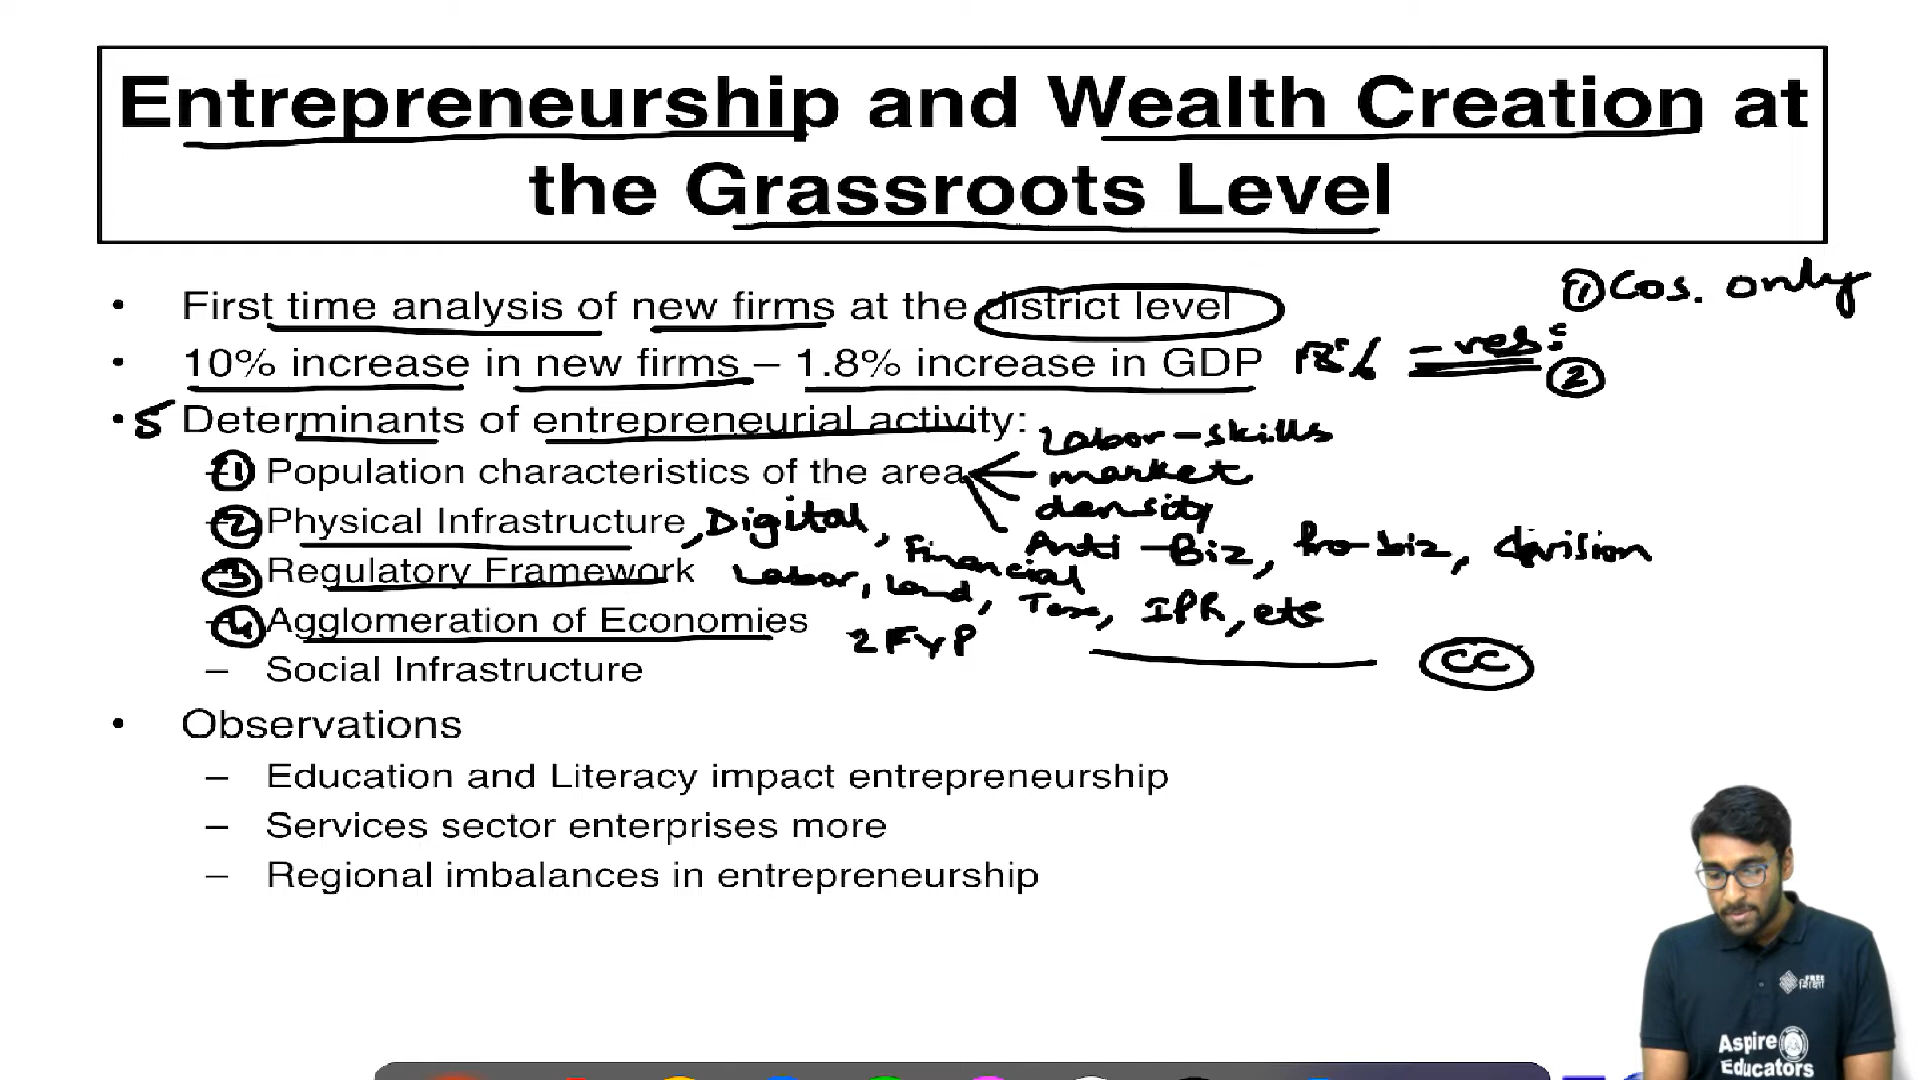 Entrepreneurship and Wealth Creation at
the Grassroots Level
① Cos. only
• First time analysis of new firms at the district level
• 10% increase in new firms – 1.8% increase in GDP
②
• 5 Determinants of entrepreneurial activity:
Labor - skills
– 1 Population characteristics of the area
market
density
– 2 Physical Infrastructure, Digital, Financial
Anti-Biz, Pro-biz,
– 3 Regulatory Framework
Labor, Land, Tax, IPR, etc
– 4 Agglomeration of Economies
2FYP
CC
– Social Infrastructure
• Observations
– Education and Literacy impact entrepreneurship
– Services sector enterprises more
– Regional imbalances in entrepreneurship
FREE
शिक्षा
Aspire
Educators